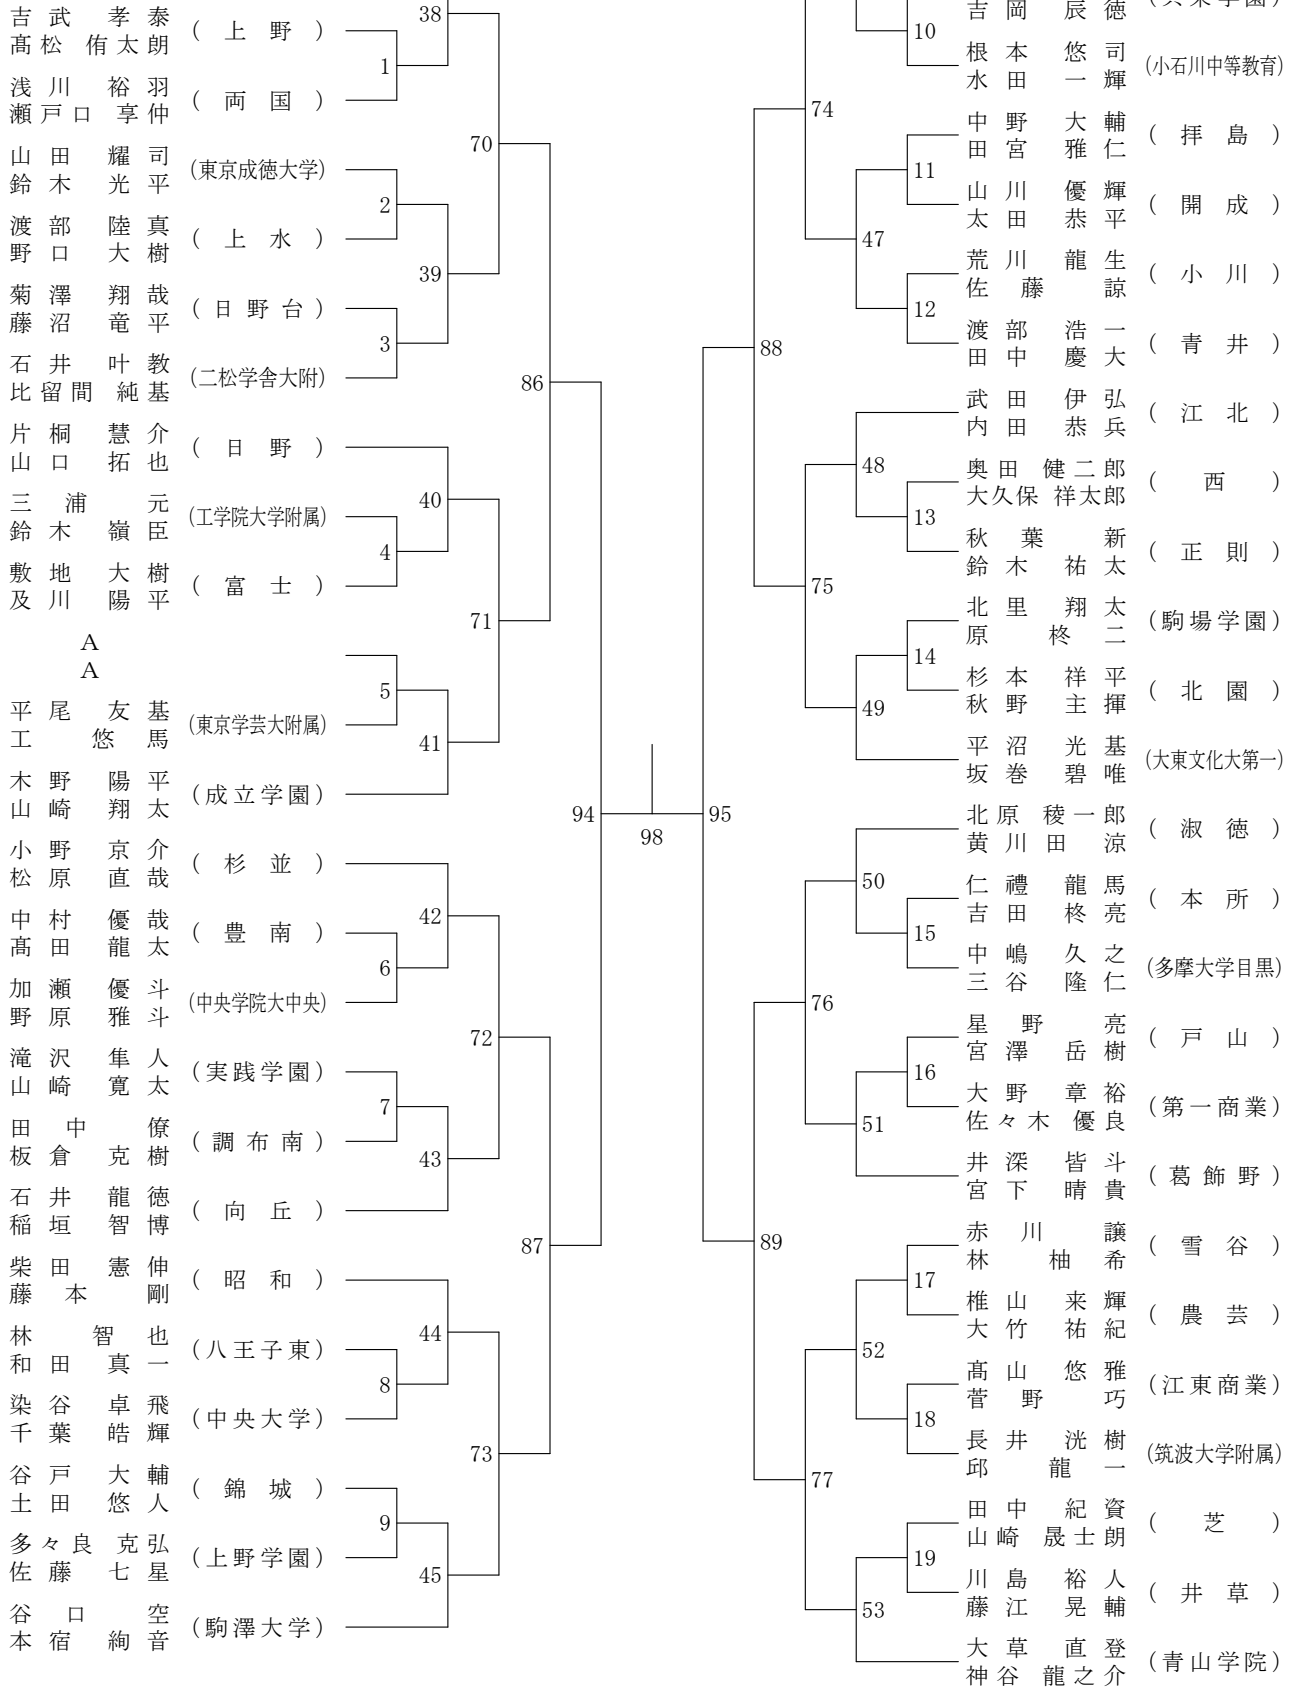 38
吉武 孝泰
髙松 侑太朗
(上野)
1
浅川 裕羽
瀬戸口 享仲
(両国)
70
山田 耀司
鈴木 光平
(東京成徳大学)
2
渡部 陸真
野口 大樹
(上水)
39
菊澤 翔哉
藤沼 竜平
(日野台)
3
石井 叶教
比留間 純基
(二松学舎大附)
86
片桐 慧介
山口 拓也
(日野)
40
三浦 元
鈴木 嶺臣
(工学院大学附属)
4
敷地 大樹
及川 陽平
(富士)
71
A
A
5
平尾 友基
工 悠馬
(東京学芸大附属)
41
木野 陽平
山崎 翔太
(成立学園)
94
98
95
小野 京介
松原 直哉
(杉並)
42
中村 優哉
髙田 龍太
(豊南)
6
加瀬 優斗
野原 雅斗
(中央学院大中央)
72
滝沢 隼人
山崎 寛太
(実践学園)
7
田中 僚
板倉 克樹
(調布南)
43
石井 龍徳
稲垣 智博
(向丘)
87
柴田 憲伸
藤本 剛
(昭和)
44
林 智也
和田 真一
(八王子東)
8
染谷 卓飛
千葉 皓輝
(中央大学)
73
谷戸 大輔
土田 悠人
(錦城)
9
多々良 克弘
佐藤 七星
(上野学園)
45
谷口 空
本宿 絢音
(駒澤大学)
吉岡 辰徳
10
根本 悠司
水田 一輝
(小石川中等教育)
74
中野 大輔
田宮 雅仁
(拝島)
11
山川 優輝
太田 恭平
(開成)
47
荒川 龍生
佐藤 諒
(小川)
12
渡部 浩一
田中 慶大
(青井)
88
武田 伊弘
内田 恭兵
(江北)
48
奥田 健二郎
大久保 祥太郎
(西)
13
秋葉 新
鈴木 祐太
(正則)
75
北里 翔太
原 柊二
(駒場学園)
14
杉本 祥平
秋野 主揮
(北園)
49
平沼 光基
坂巻 碧唯
(大東文化大第一)
北原 稜一郎
黄川田 涼
(淑徳)
50
仁禮 龍馬
吉田 柊亮
(本所)
15
中嶋 久之
三谷 隆仁
(多摩大学目黒)
76
星野 亮
宮澤 岳樹
(戸山)
16
大野 章裕
佐々木 優良
(第一商業)
51
井深 皆斗
宮下 晴貴
(葛飾野)
89
赤川 譲
林 柚希
(雪谷)
17
椎山 来輝
大竹 祐紀
(農芸)
52
髙山 悠雅
菅野 巧
(江東商業)
18
長井 洸樹
邱 龍一
(筑波大学附属)
77
田中 紀資
山崎 晟士朗
(芝)
19
川島 裕人
藤江 晃輔
(井草)
53
大草 直登
神谷 龍之介
(青山学院)